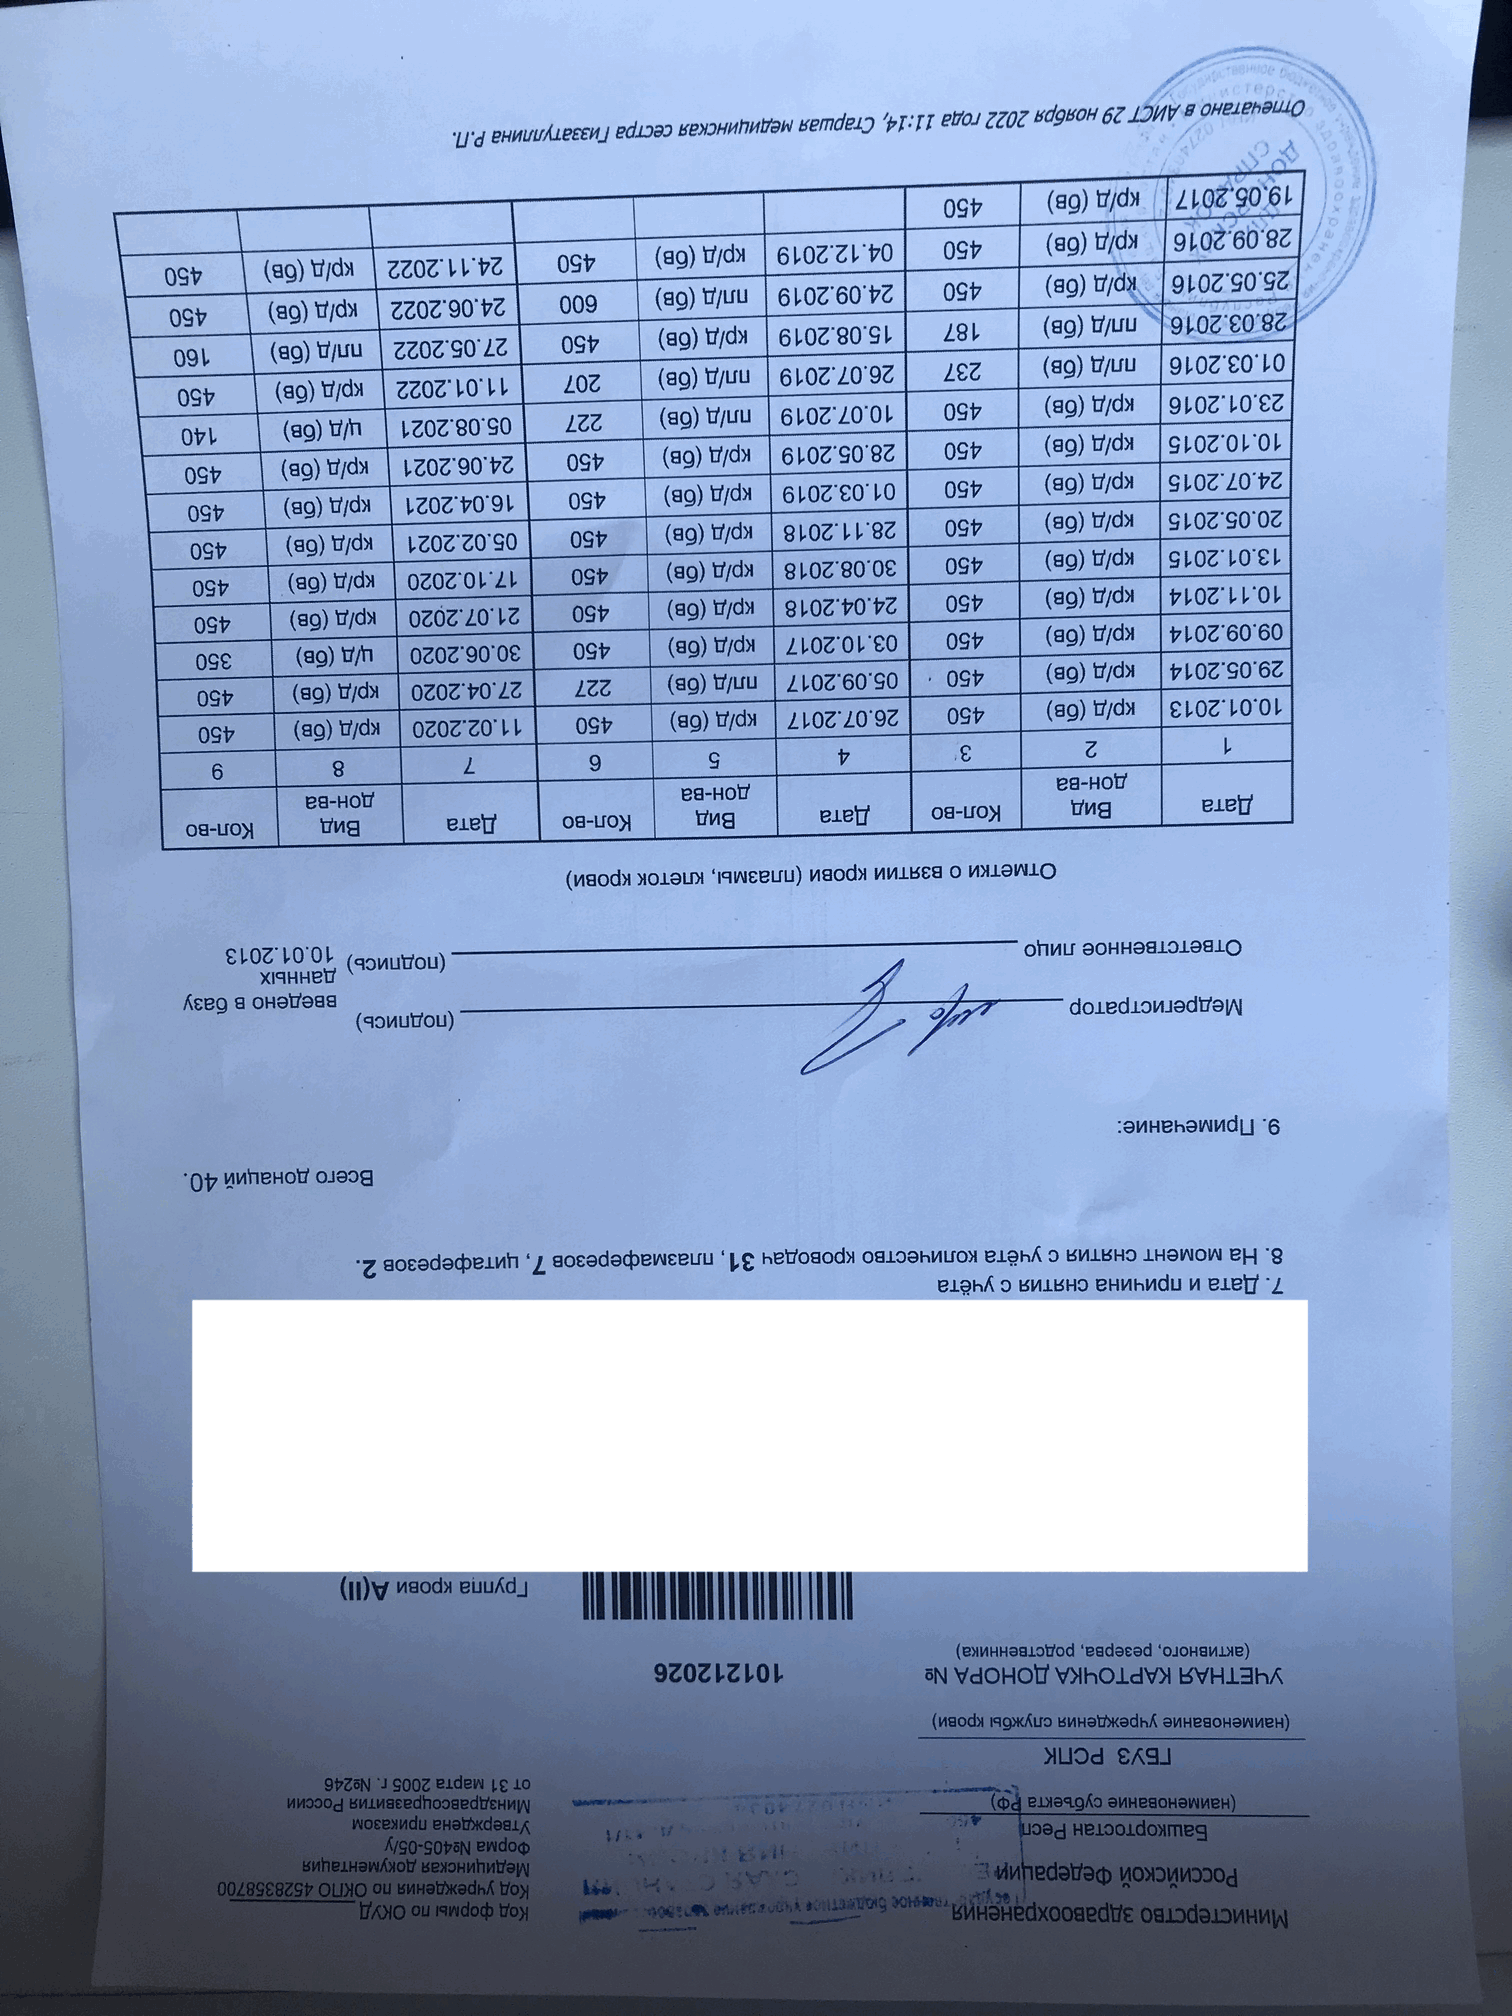 Министерство здравоохранения
Российской Федерации
Башкортостан Респ
(наименование субъекта РФ)
ГБУЗ РСПК
(наименование учреждения службы крови)
Код формы по ОКУД
Код учреждения по ОКПО 4528358700
Медицинская документация
Форма №405-05/у
Утверждена приказом
Минздравсоцразвития России
от 31 марта 2005 г. №246
УЧЕТНАЯ КАРТОЧКА ДОНОРА № 101212026
(активного, резерва, родственника)
Группа крови A(II)
7. Дата и причина снятия с учёта
8. На момент снятия с учёта количество кроводач 31, плазмаферезов 7, цитаферезов 2.
Всего донаций 40.
9. Примечание:
Медрегистратор (подпись)
введено в базу
данных
10.01.2013
Ответственное лицо (подпись)
Отметки о взятии крови (плазмы, клеток крови)
Дата Вид дон-ва Кол-во Дата Вид дон-ва Кол-во Дата Вид дон-ва Кол-во
1 2 3 4 5 6 7 8 9
10.01.2013 кр/д (бв) 450 26.07.2017 кр/д (бв) 450 11.02.2020 кр/д (бв) 450
29.05.2014 кр/д (бв) 450 05.09.2017 пл/д (бв) 227 27.04.2020 кр/д (бв) 450
09.09.2014 кр/д (бв) 450 03.10.2017 кр/д (бв) 450 30.06.2020 ц/д (бв) 350
10.11.2014 кр/д (бв) 450 24.04.2018 кр/д (бв) 450 21.07.2020 кр/д (бв) 450
13.01.2015 кр/д (бв) 450 30.08.2018 кр/д (бв) 450 17.10.2020 кр/д (бв) 450
20.05.2015 кр/д (бв) 450 28.11.2018 кр/д (бв) 450 05.02.2021 кр/д (бв) 450
24.07.2015 кр/д (бв) 450 01.03.2019 кр/д (бв) 450 16.04.2021 кр/д (бв) 450
10.10.2015 кр/д (бв) 450 28.05.2019 кр/д (бв) 450 24.06.2021 кр/д (бв) 450
23.01.2016 кр/д (бв) 450 10.07.2019 пл/д (бв) 227 05.08.2021 ц/д (бв) 140
01.03.2016 пл/д (бв) 237 26.07.2019 пл/д (бв) 207 11.01.2022 кр/д (бв) 450
28.03.2016 пл/д (бв) 187 15.08.2019 кр/д (бв) 450 27.05.2022 пл/д (бв) 160
25.05.2016 кр/д (бв) 450 24.09.2019 пл/д (бв) 600 24.06.2022 кр/д (бв) 450
28.09.2016 кр/д (бв) 450 04.12.2019 кр/д (бв) 450 24.11.2022 кр/д (бв) 450
19.05.2017 кр/д (бв) 450
Отпечатано в АИСТ 29 ноября 2022 года 11:14, Старшая медицинская сестра Гиззатуллина Р.П.